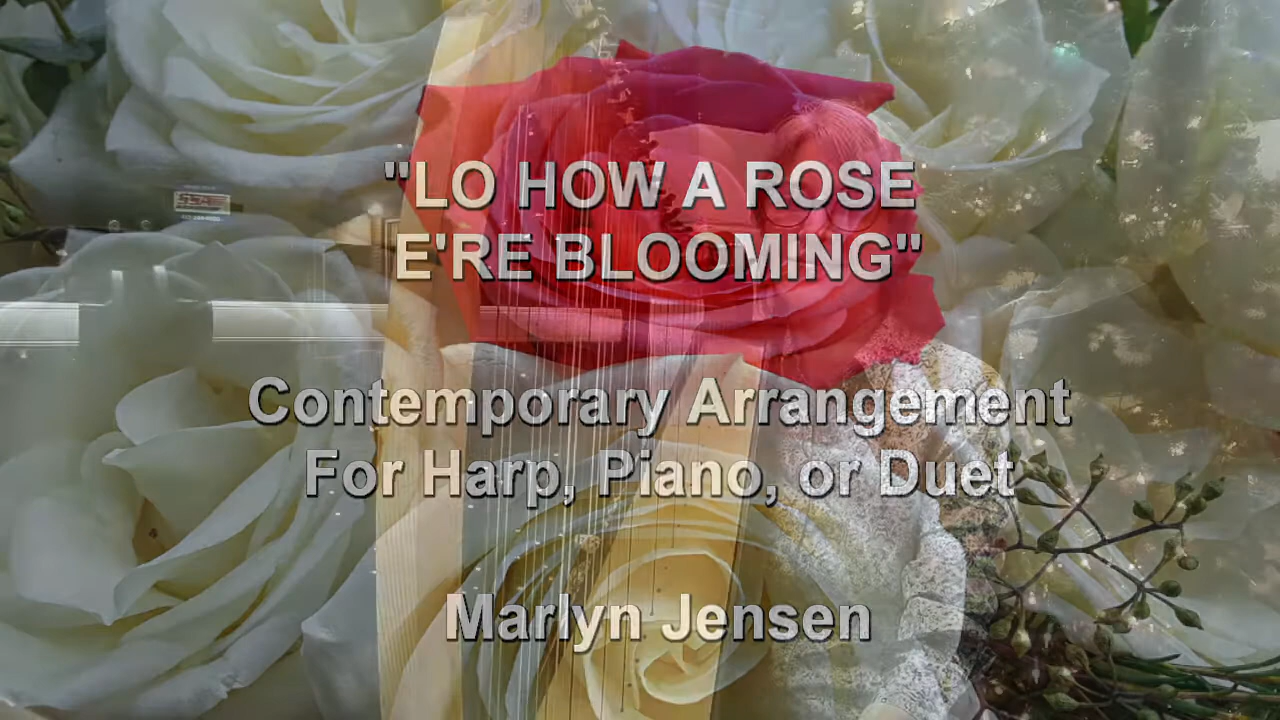 "LO HOW A ROSE
E'RE BLOOMING"
Contemporary Arrangement
For Harp, Piano, or Duet
Marlyn Jensen